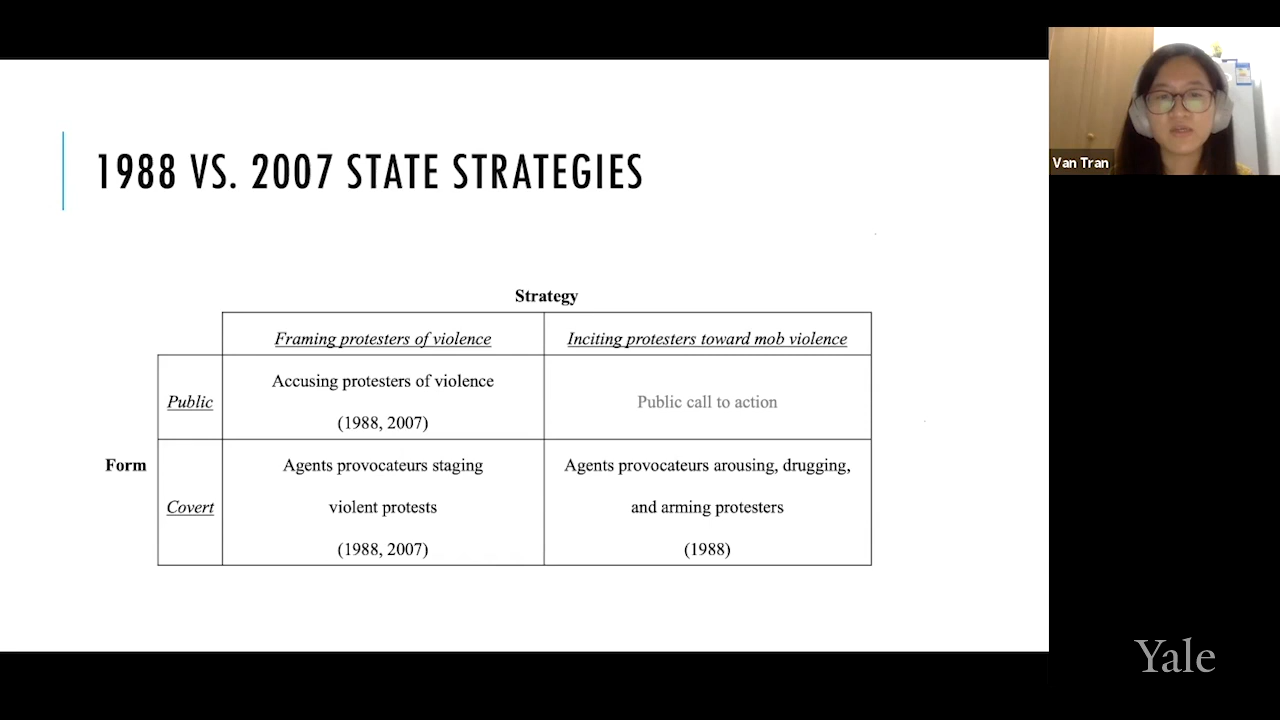 1988 VS. 2007 STATE STRATEGIES
Van Tran
Strategy
Framing protesters of violence
Inciting protesters toward mob violence
Form
Public
Accusing protesters of violence
(1988, 2007)
Public call to action
Covert
Agents provocateurs staging
violent protests
(1988, 2007)
Agents provocateurs arousing, drugging,
and arming protesters
(1988)
Yale